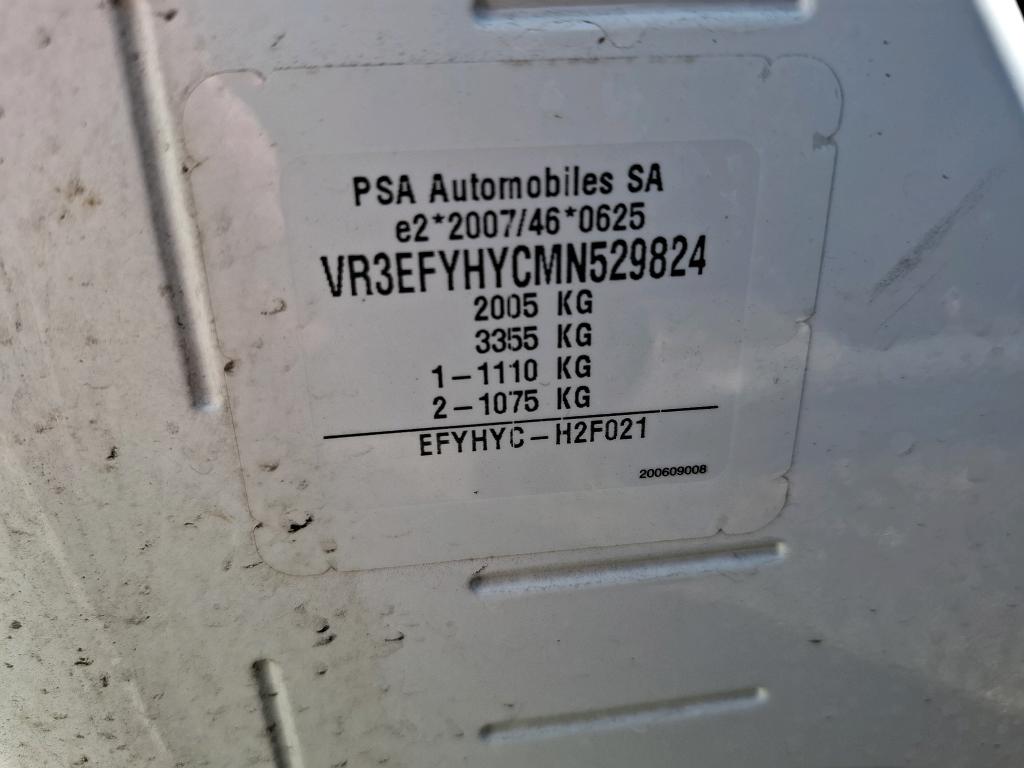 PSA Automobiles SA
e2*2007/46*0625
VR3EFYHYCMN529824
2005 KG
3355 KG
1-1110 KG
2-1075 KG
EFYHYC-H2F021
200609008